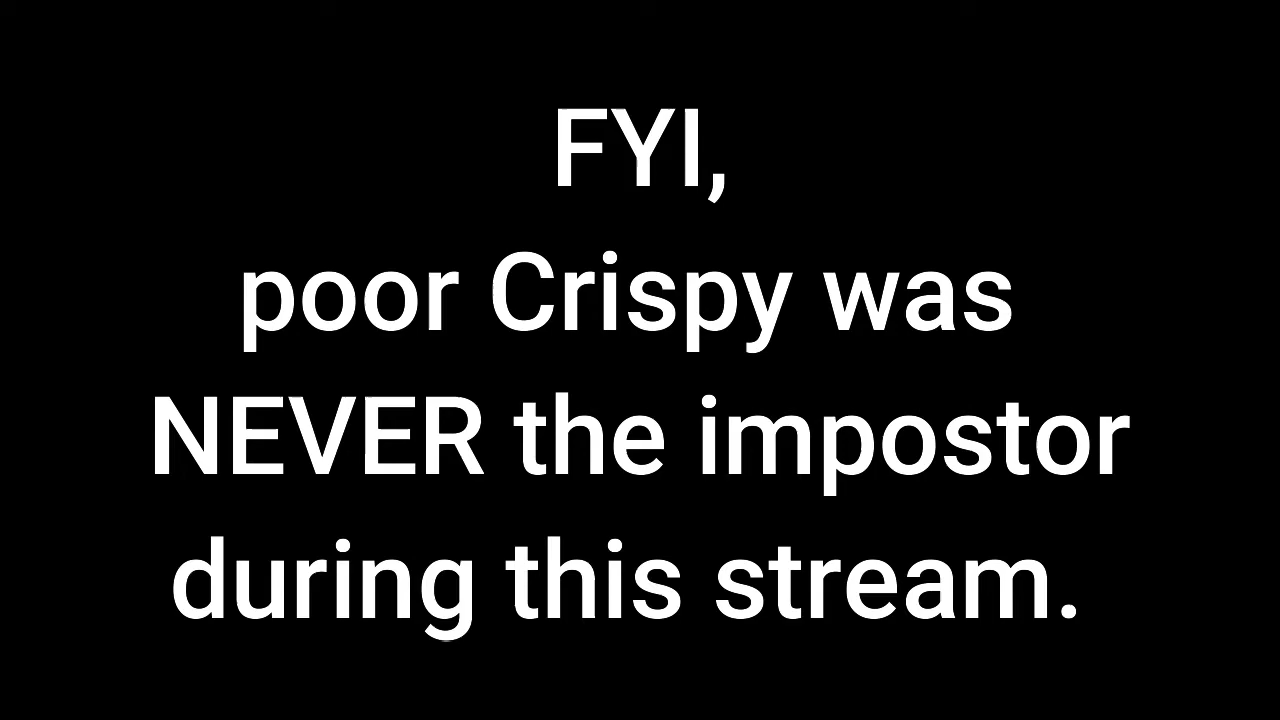 FYI,
poor Crispy was
NEVER the impostor
during this stream.